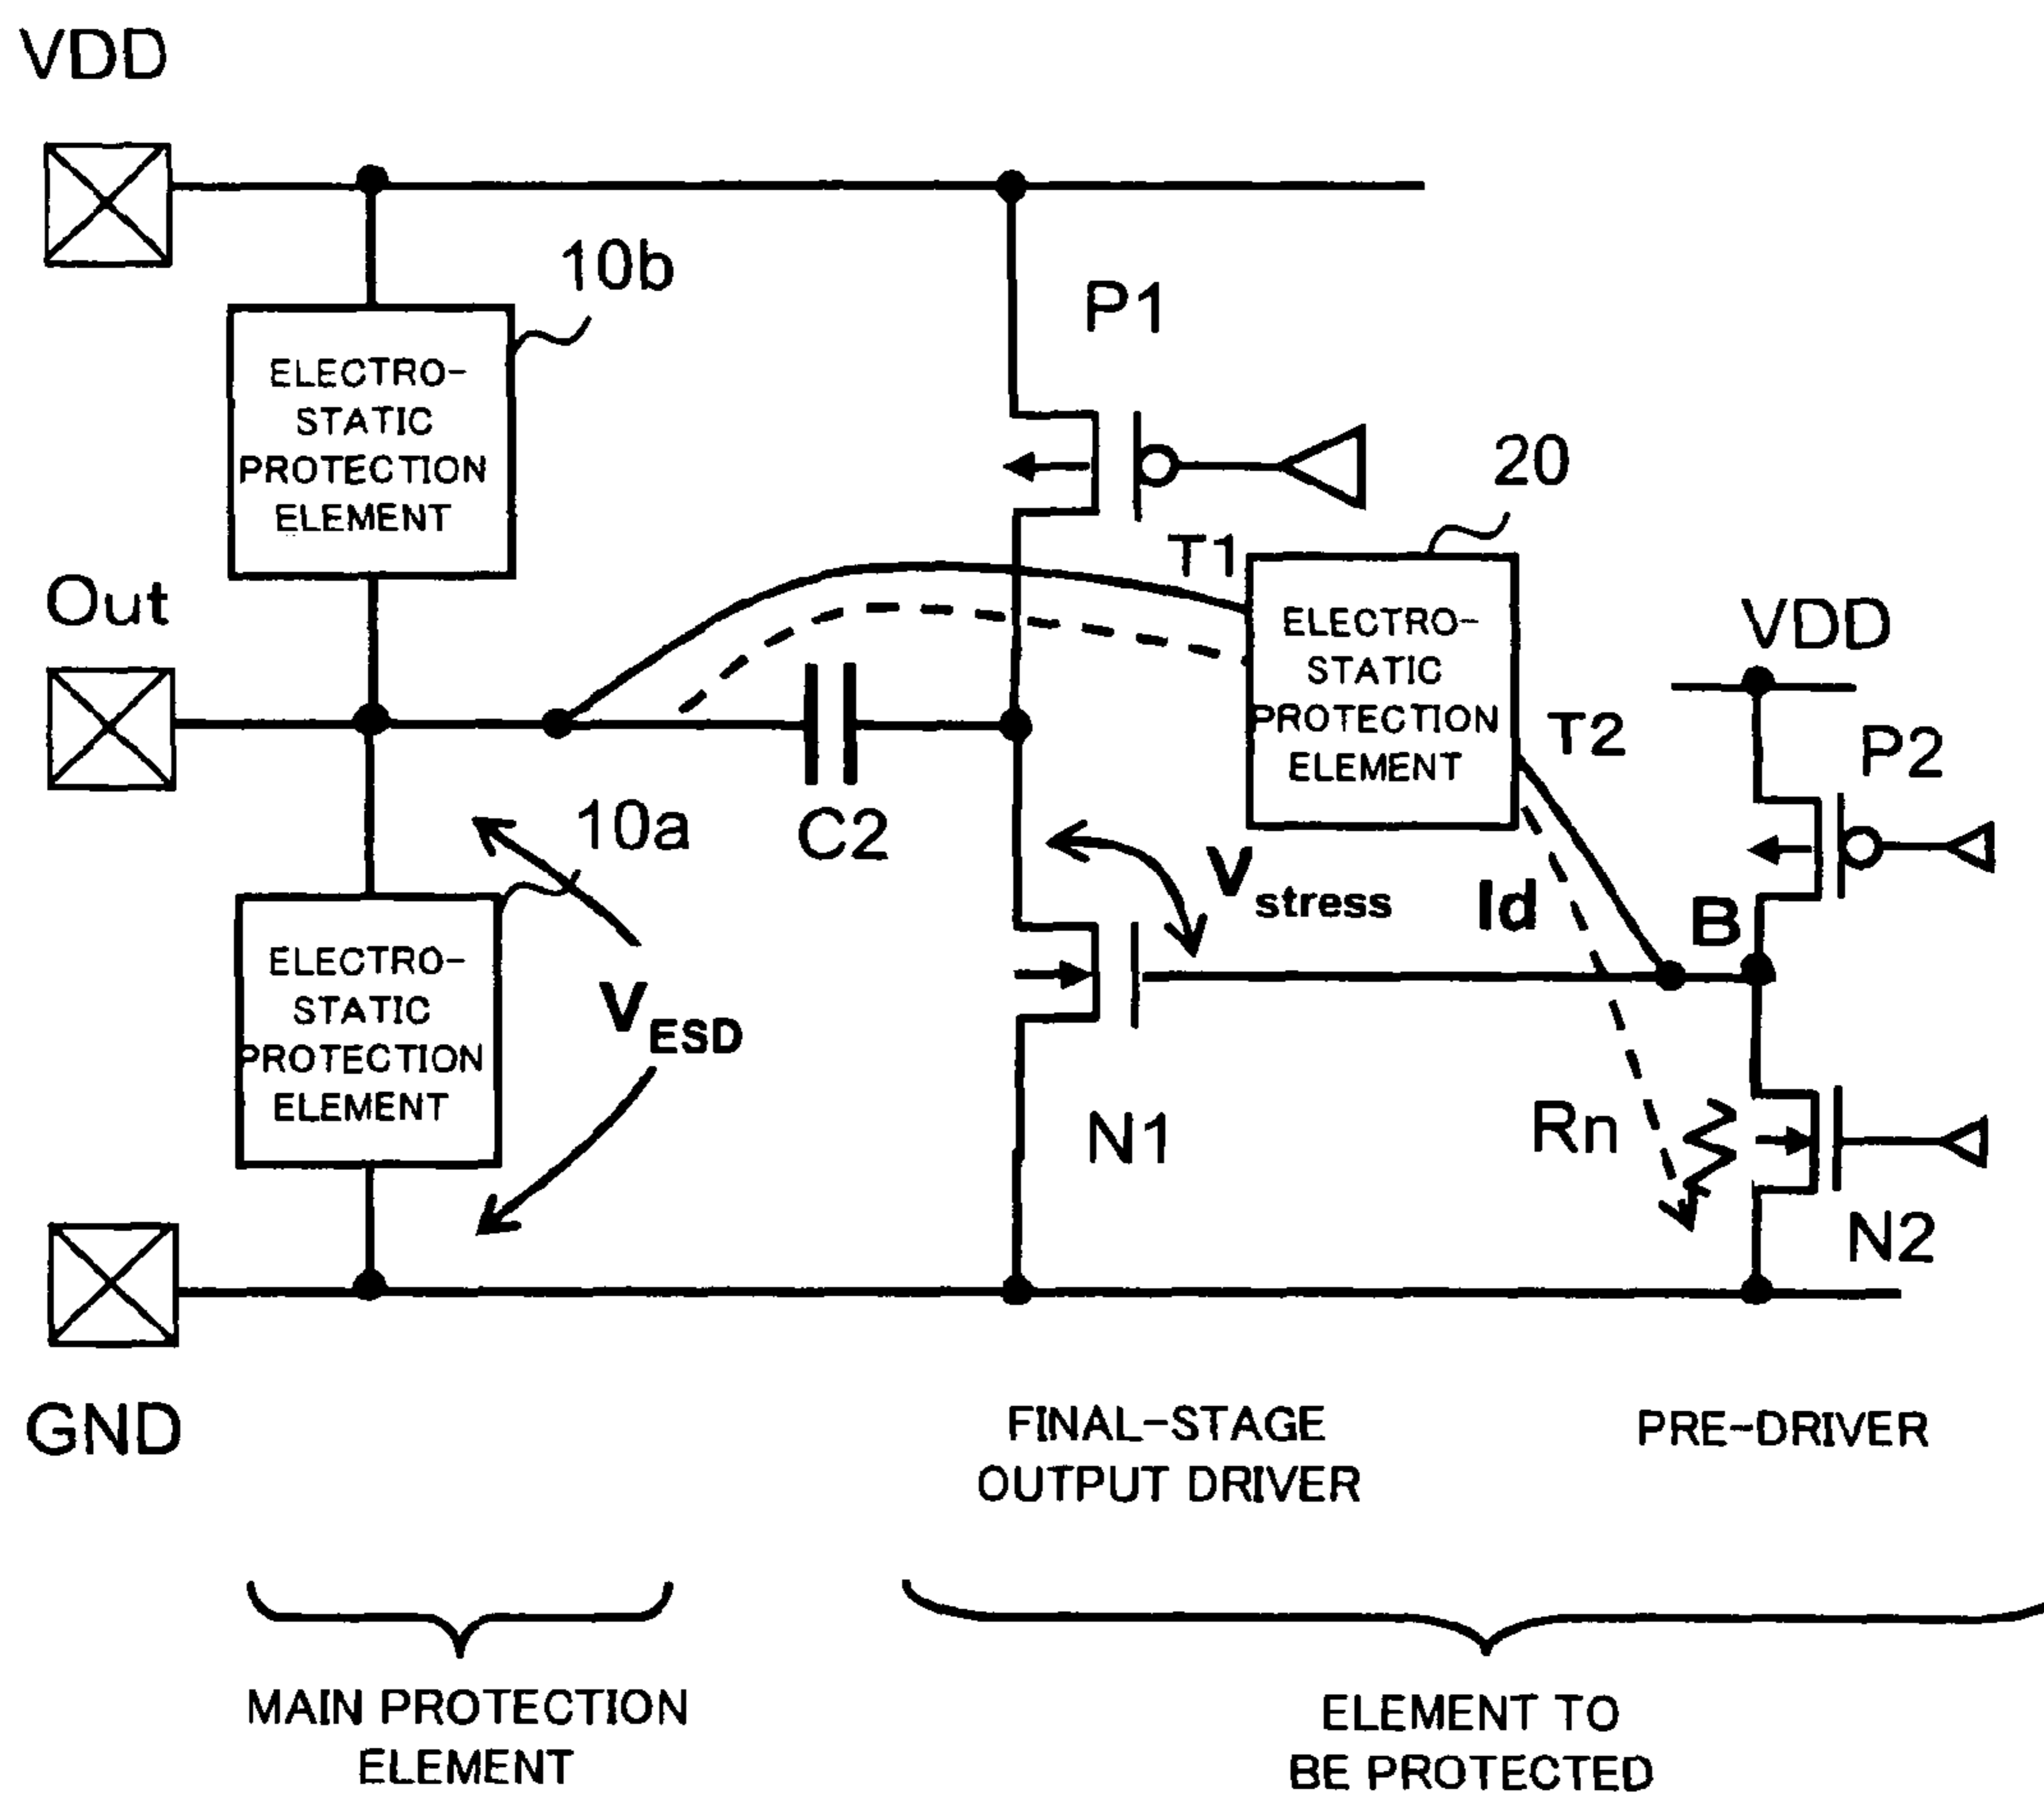 VDD
10b
P1
ELECTRO-
STATIC
PROTECTION
ELEMENT
20
T1
Out
ELECTRO-
STATIC
PROTECTION
ELEMENT
VDD
T2
P2
10a
C2
Vstress
Id
B
ELECTRO-
STATIC
PROTECTION
ELEMENT
VESD
N1
Rn
N2
GND
FINAL-STAGE
OUTPUT DRIVER
PRE-DRIVER
MAIN PROTECTION
ELEMENT
ELEMENT TO
BE PROTECTED